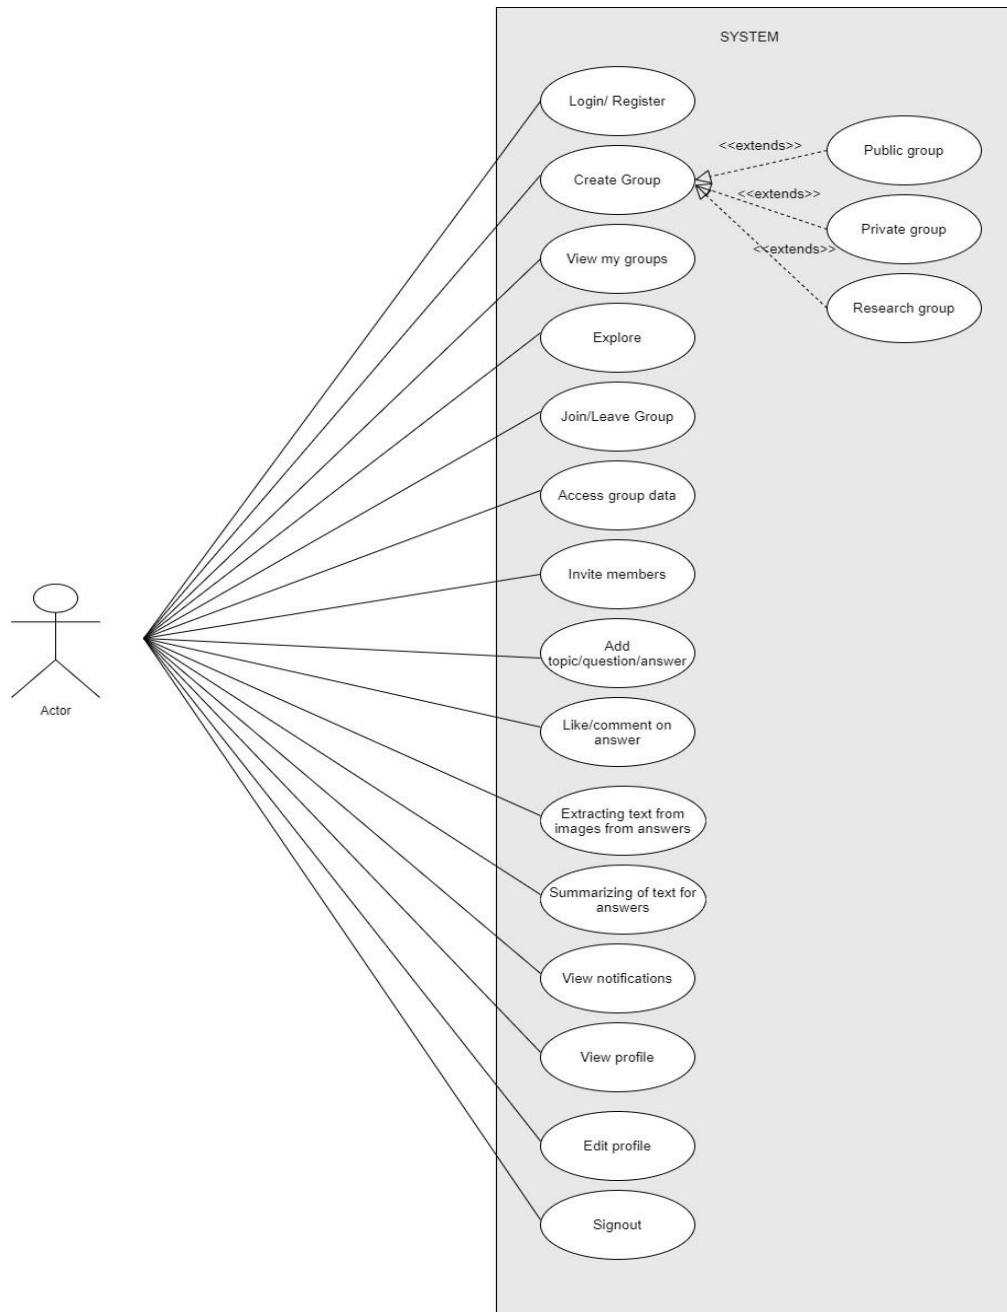 SYSTEM
Login/ Register
<<extends>>
Public group
Create Group
<<extends>>
Private group
View my groups
<<extends>>
Research group
Explore
Join/Leave Group
Access group data
Invite members
Add
topic/question/answer
Actor
Like/comment on
answer
Extracting text from
images from answers
Summarizing of text for
answers
View notifications
View profile
Edit profile
Signout